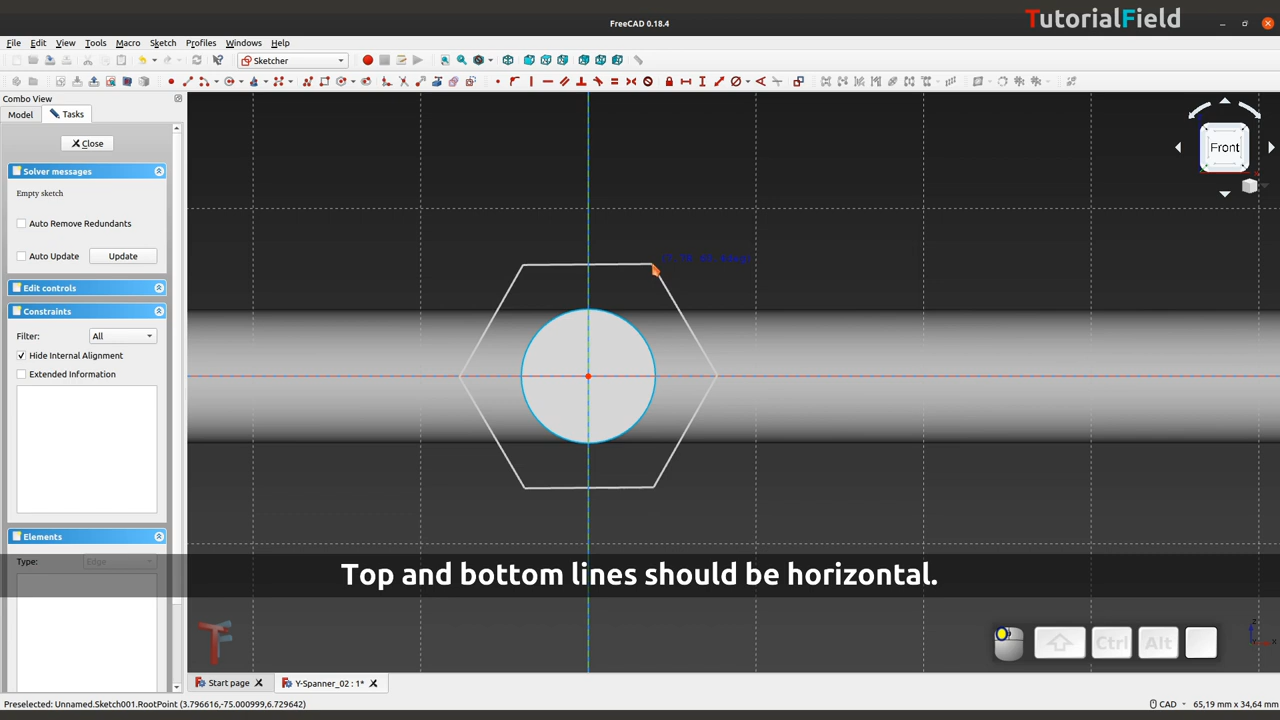 FreeCAD 0.18.4
TutorialField
File Edit View Tools Macro Sketch Profiles Windows Help
Sketcher
Combo View
Model
Tasks
Close
Front
Solver messages
Empty sketch
Auto Remove Redundants
Auto Update
Update
Edit controls
Constraints
Filter:
All
Hide Internal Alignment
Extended Information
Elements
Type:
Edge
Top and bottom lines should be horizontal.
Ctrl
Alt
Start page
Y-Spanner_02 : 1*
Preselected: Unnamed.Sketch001.RootPoint (3.796616,-75.000999,6.729642)
CAD
65,19 mm x 34,64 mm